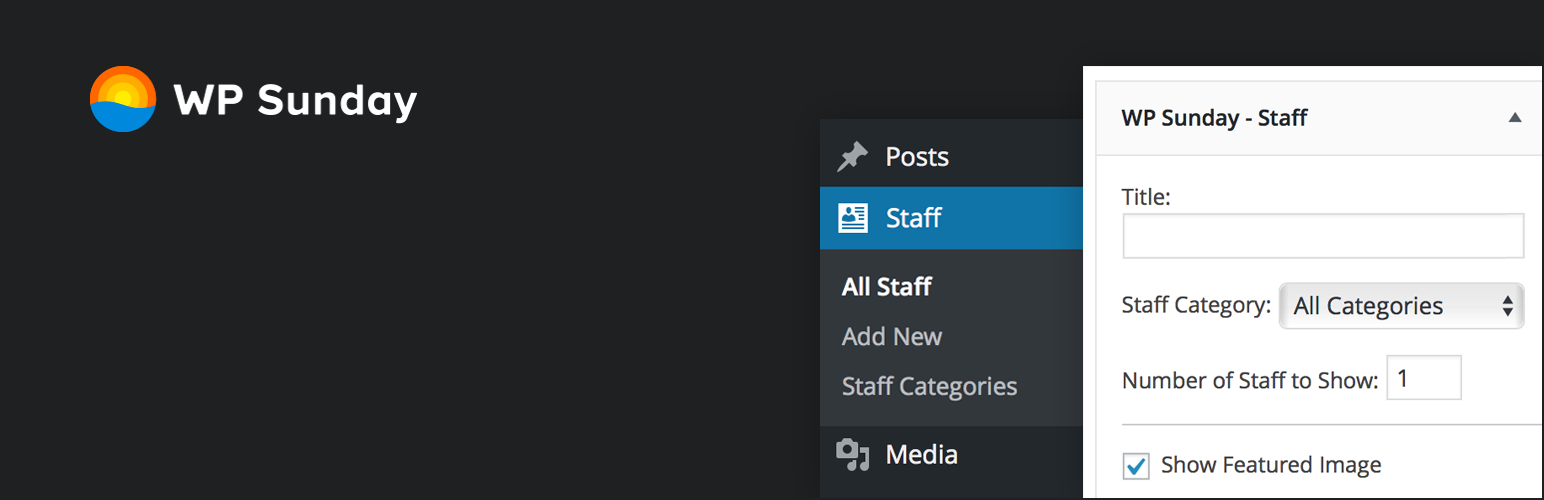 WP Sunday
Posts
Staff
All Staff
Add New
Staff Categories
Media
WP Sunday - Staff
Title:
Staff Category: All Categories
Number of Staff to Show: 1
Show Featured Image